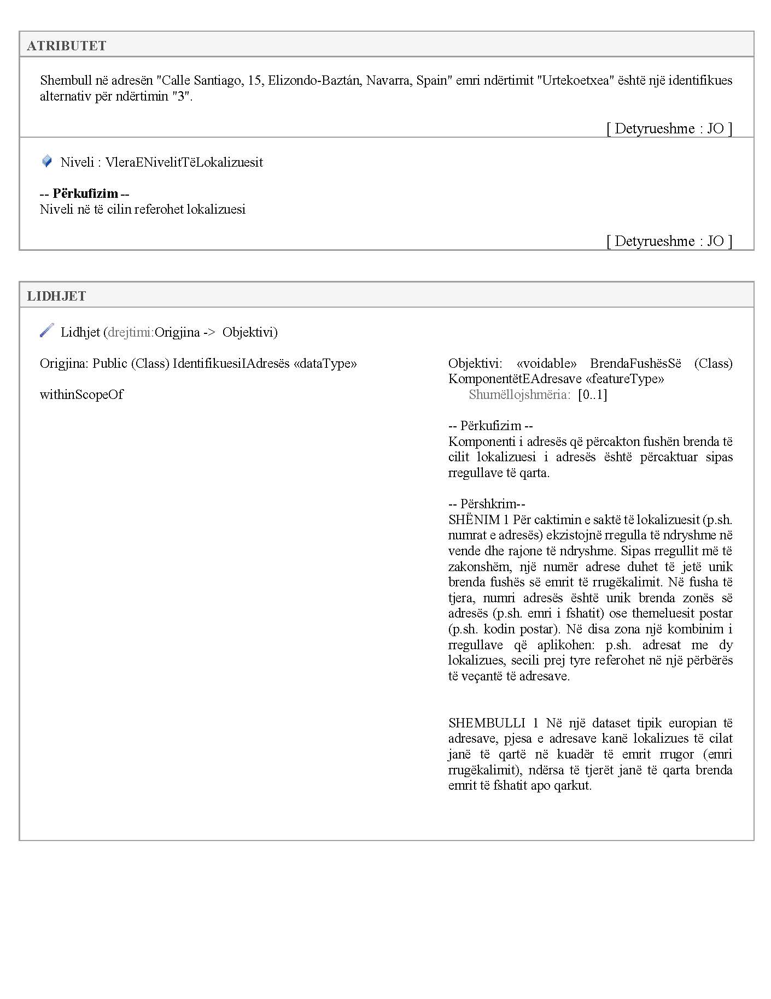 ATRIBUTET
Shembull në adresën "Calle Santiago, 15, Elizondo-Baztán, Navarra, Spain" emri ndërtimit "Urtekoetxea" është një identifikues
alternativ për ndërtimin "3".
[ Detyrueshme : JO ]
Niveli : VleraENivelitTëLokalizuesit
-- Përkufizim --
Niveli në të cilin referohet lokalizuesi
[ Detyrueshme : JO ]
LIDHJET
Lidhjet (drejtimi:Origjina -> Objektivi)
Origjina: Public (Class) IdentifikuesiIAdresës «dataType»
withinScopeOf
Objektivi: «voidable» BrendaFushësSë (Class)
KomponentëtEAdresave «featureType»
Shumëllojshmëria: [0..1]
-- Përkufizim --
Komponenti i adresës që përcakton fushën brenda të
cilit lokalizuesi i adresës është përcaktuar sipas
rregullave të qarta.
-- Përshkrim--
SHËNIM 1 Për caktimin e saktë të lokalizuesit (p.sh.
numrat e adresës) ekzistojnë rregulla të ndryshme në
vende dhe rajone të ndryshme. Sipas rregullit më të
zakonshëm, një numër adrese duhet të jetë unik
brenda fushës së emrit të rrugëkalimit. Në fusha të
tjera, numri adresës është unik brenda zonës së
adresës (p.sh. emri i fshatit) ose themeluesit postar
(p.sh. kodin postar). Në disa zona një kombinim i
rregullave që aplikohen: p.sh. adresat me dy
lokalizues, secili prej tyre referohet në një përbërës
të veçantë të adresave.
SHEMBULLI 1 Në një dataset tipik europian të
adresave, pjesa e adresave kanë lokalizues të cilat
janë të qartë në kuadër të emrit rrugor (emri
rrugëkalimit), ndërsa të tjerët janë të qarta brenda
emrit të fshatit apo qarkut.